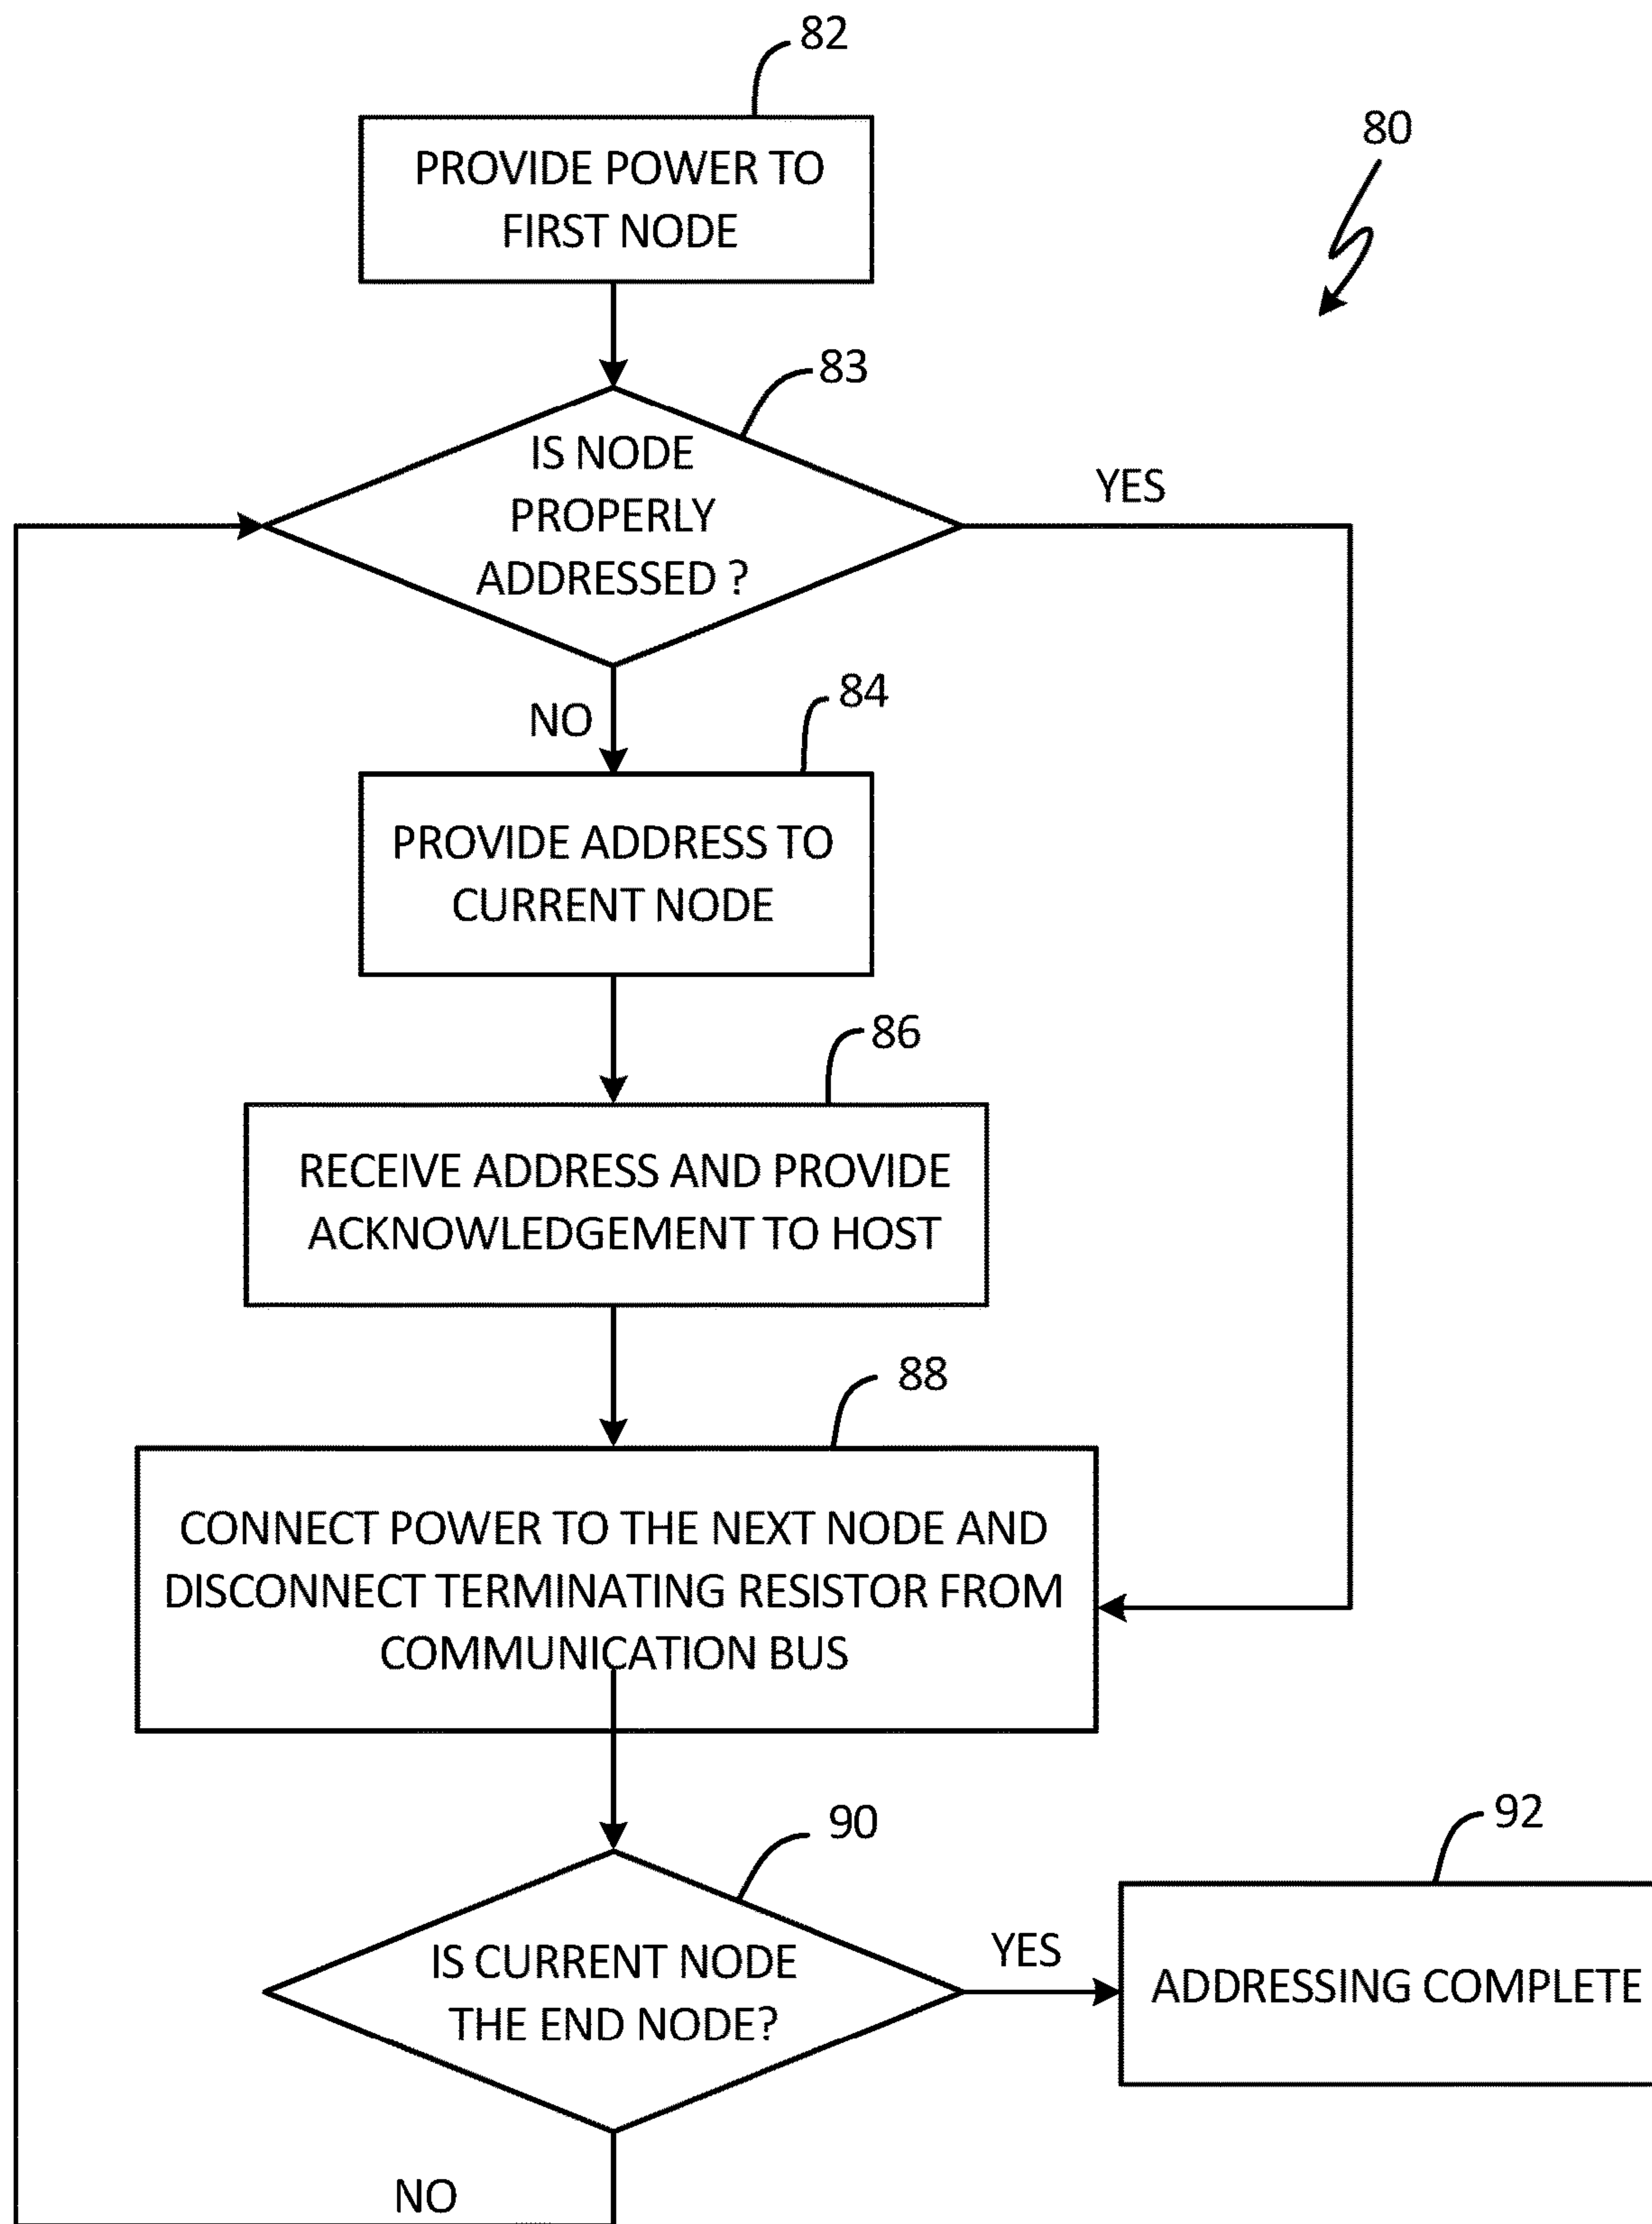 82
80
PROVIDE POWER TO
FIRST NODE
83
IS NODE
PROPERLY
ADDRESSED ?
YES
NO
84
PROVIDE ADDRESS TO
CURRENT NODE
86
RECEIVE ADDRESS AND PROVIDE
ACKNOWLEDGEMENT TO HOST
88
CONNECT POWER TO THE NEXT NODE AND
DISCONNECT TERMINATING RESISTOR FROM
COMMUNICATION BUS
90
92
IS CURRENT NODE
THE END NODE?
YES
ADDRESSING COMPLETE
NO